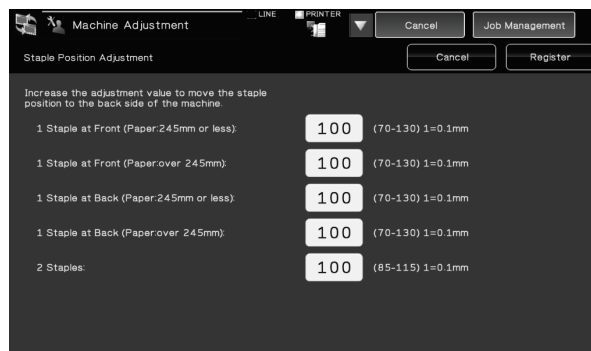 Machine Adjustment
LINE
PRINTER
Cancel
Job Management
Staple Position Adjustment
Cancel
Register
Increase the adjustment value to move the staple
position to the back side of the machine.
1 Staple at Front (Paper:245mm or less): 100 (70-130) 1=0.1mm
1 Staple at Front (Paper:over 245mm): 100 (70-130) 1=0.1mm
1 Staple at Back (Paper:245mm or less): 100 (70-130) 1=0.1mm
1 Staple at Back (Paper:over 245mm): 100 (70-130) 1=0.1mm
2 Staples: 100 (85-115) 1=0.1mm